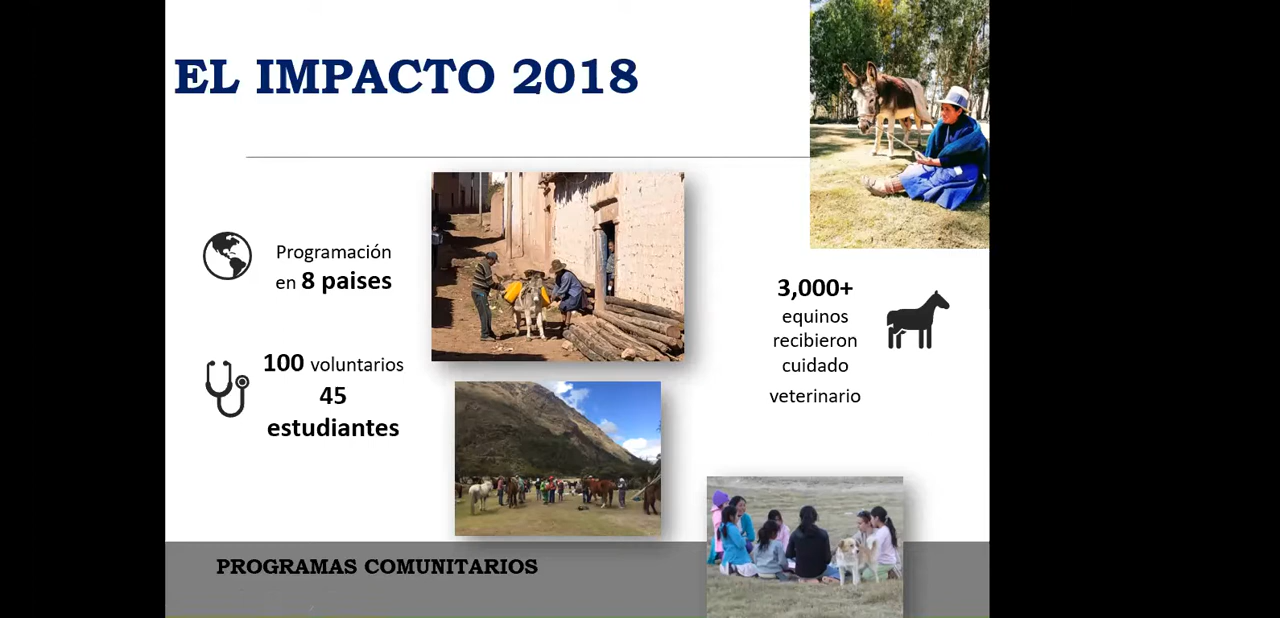 EL IMPACTO 2018
Programación
en 8 paises
100 voluntarios
45
estudiantes
3,000+
equinos
recibieron
cuidado
veterinario
PROGRAMAS COMUNITARIOS